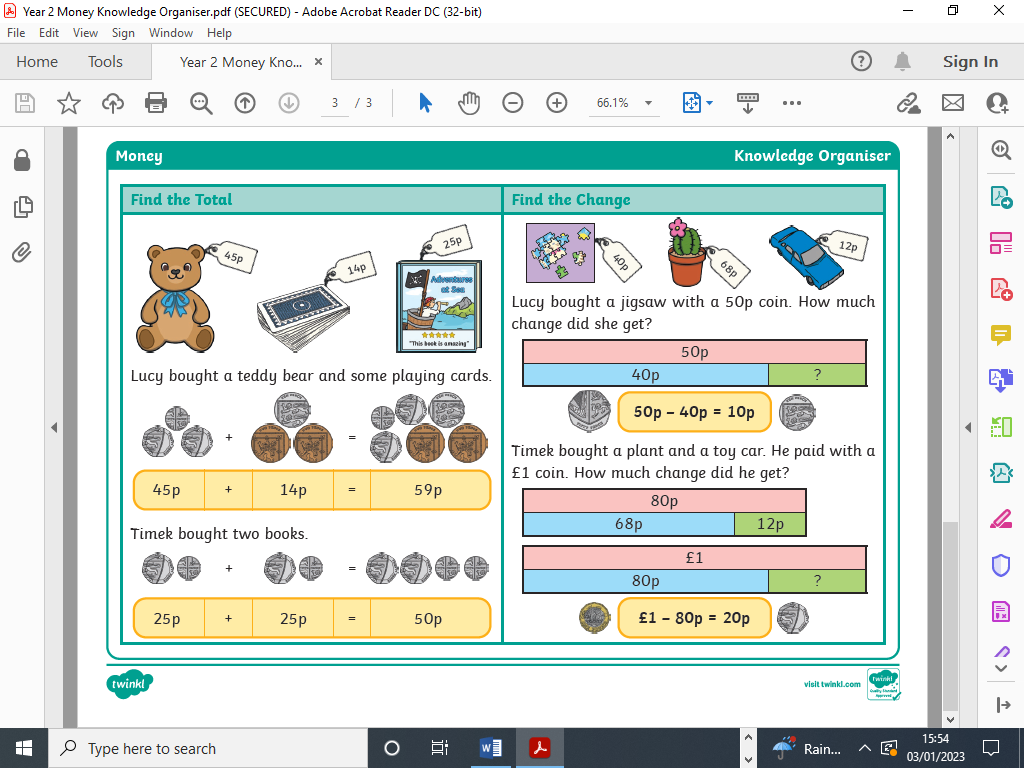 Year 2 Money Knowledge Organiser.pdf (SECURED) - Adobe Acrobat Reader DC (32-bit)
File Edit View Sign Window Help
Home Tools Year 2 Money Kno... × Sign In
3 / 3 66.1%
Money Knowledge Organiser
Find the Total
45p
14p
25p
Adventures
at Sea
"This book is amazing"
Lucy bought a teddy bear and some playing cards.
+ =
45p + 14p = 59p
Timek bought two books.
+ =
25p + 25p = 50p
Find the Change
40p
68p
12p
Lucy bought a jigsaw with a 50p coin. How much
change did she get?
50p
40p ?
50p – 40p = 10p
Timek bought a plant and a toy car. He paid with a
£1 coin. How much change did he get?
80p
68p 12p
£1
80p ?
£1 – 80p = 20p
twinkl
visit twinkl.com
twinkl
Quality Standard
Approved
Type here to search
Rain...
15:54
03/01/2023